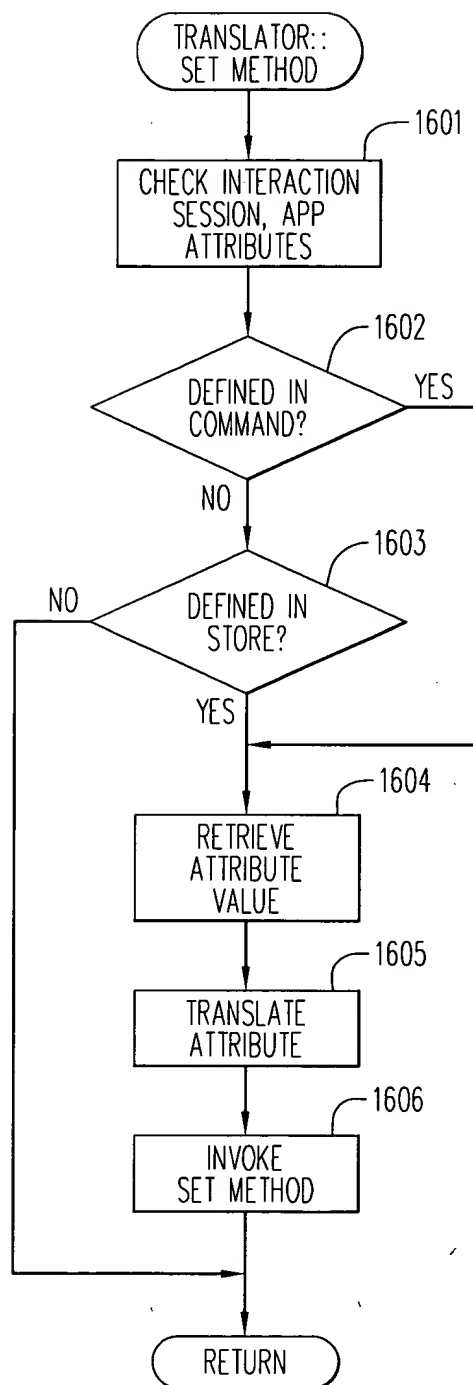 TRANSLATOR::
SET METHOD
1601
CHECK INTERACTION
SESSION, APP
ATTRIBUTES
1602
DEFINED IN
COMMAND?
YES
NO
1603
NO
DEFINED IN
STORE?
YES
1604
RETRIEVE
ATTRIBUTE
VALUE
1605
TRANSLATE
ATTRIBUTE
1606
INVOKE
SET METHOD
RETURN